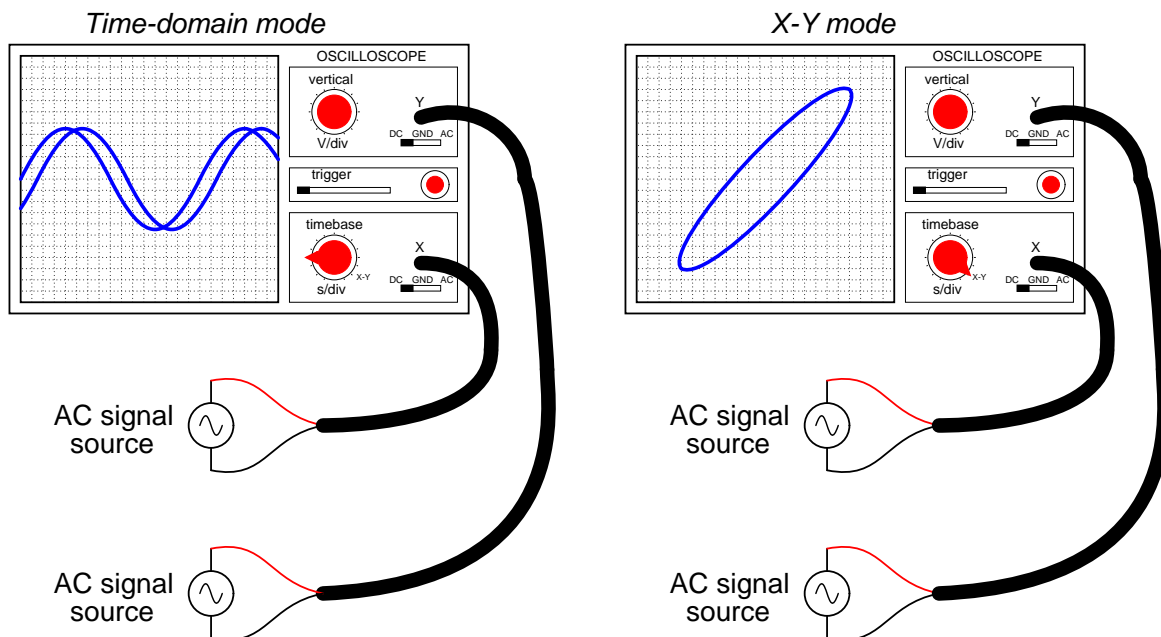 Time-domain mode
OSCILLOSCOPE
vertical
Y
DC GND AC
V/div
trigger
timebase
X
X-Y
DC GND AC
s/div
AC signal
source
AC signal
source
X-Y mode
OSCILLOSCOPE
vertical
Y
DC GND AC
V/div
trigger
timebase
X
X-Y
DC GND AC
s/div
AC signal
source
AC signal
source